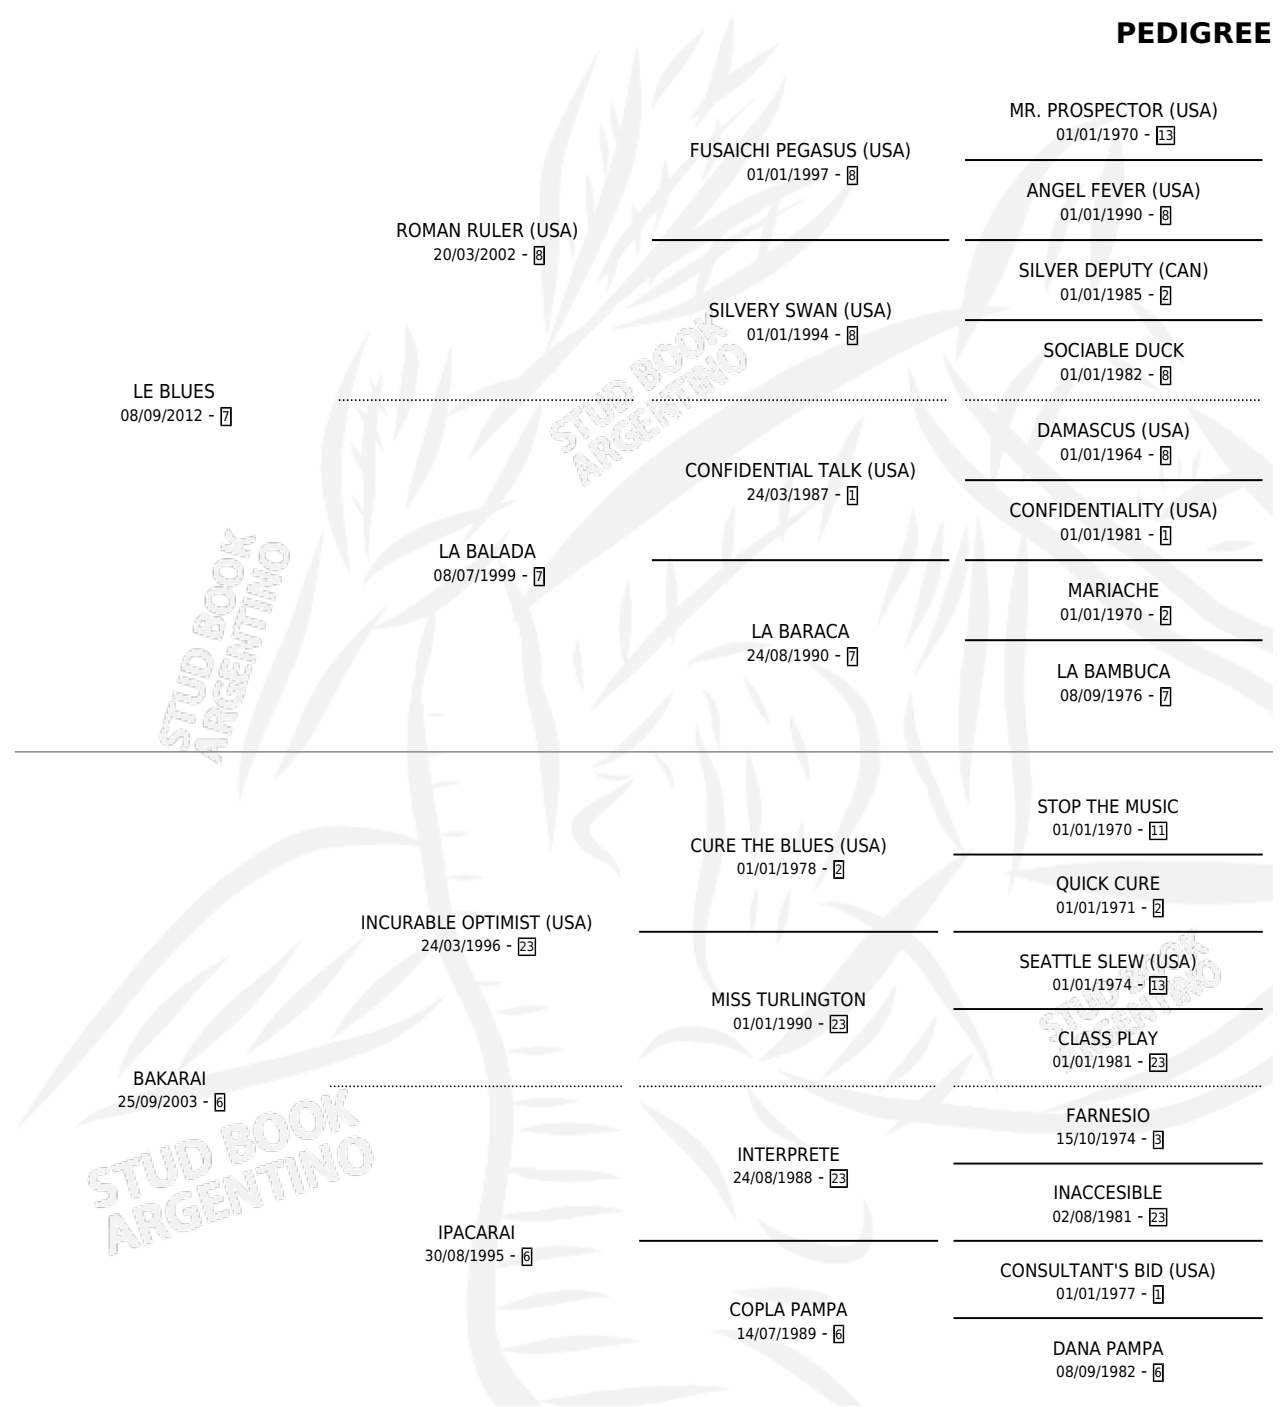 PEDIGREE
MR. PROSPECTOR (USA)
01/01/1970 - 13
FUSAICHI PEGASUS (USA)
01/01/1997 - 8
ANGEL FEVER (USA)
01/01/1990 - 8
ROMAN RULER (USA)
20/03/2002 - 8
SILVER DEPUTY (CAN)
01/01/1985 - 2
SILVERY SWAN (USA)
01/01/1994 - 8
SOCIABLE DUCK
01/01/1982 - 8
LE BLUES
08/09/2012 - 7
STUD BOOK
ARGENTINO
DAMASCUS (USA)
01/01/1964 - 8
CONFIDENTIAL TALK (USA)
24/03/1987 - 1
CONFIDENTIALITY (USA)
01/01/1981 - 1
LA BALADA
08/07/1999 - 7
MARIACHE
01/01/1970 - 2
LA BARACA
24/08/1990 - 7
LA BAMBUCA
08/09/1976 - 7
STUD BOOK
ARGENTINO
STOP THE MUSIC
01/01/1970 - 11
CURE THE BLUES (USA)
01/01/1978 - 2
QUICK CURE
01/01/1971 - 2
INCURABLE OPTIMIST (USA)
24/03/1996 - 23
SEATTLE SLEW (USA)
01/01/1974 - 13
MISS TURLINGTON
01/01/1990 - 23
STUD BOOK
ARGENTINO
CLASS PLAY
01/01/1981 - 23
BAKARAI
25/09/2003 - 6
FARNESIO
15/10/1974 - 3
INTERPRETE
24/08/1988 - 23
STUD BOOK
ARGENTINO
INACCESIBLE
02/08/1981 - 23
IPACARAI
30/08/1995 - 6
CONSULTANT'S BID (USA)
01/01/1977 - 1
COPLA PAMPA
14/07/1989 - 6
DANA PAMPA
08/09/1982 - 6